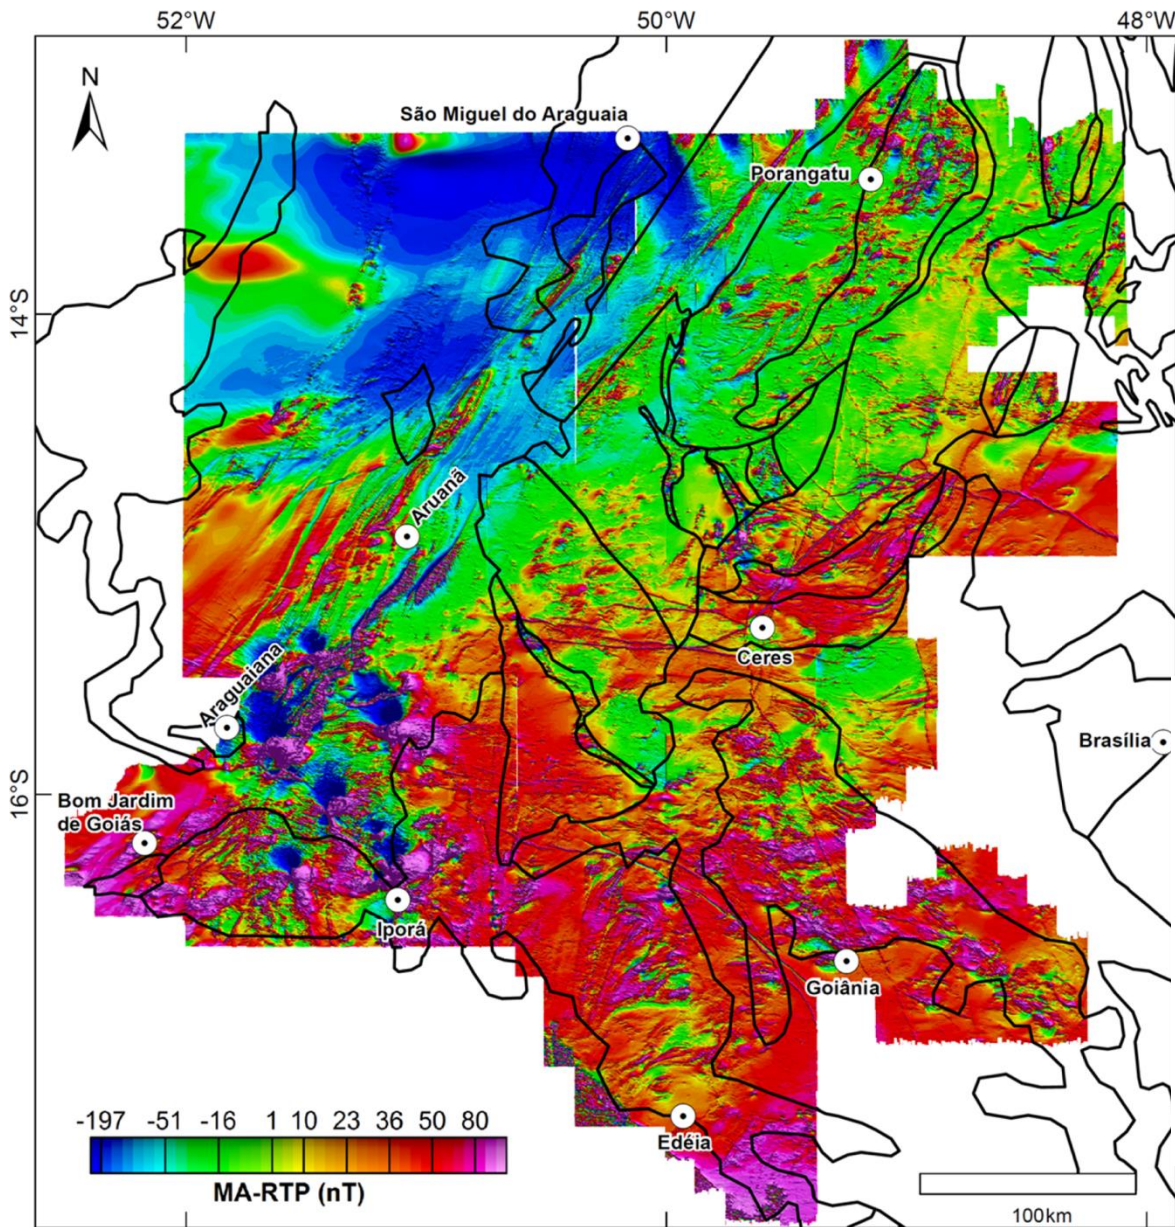 52°W
50°W
48°W
N
São Miguel do Araguaia
Porangatu
14°S
Aruanã
Araguaiana
Ceres
Brasília
16°S
Bom Jardim
de Goiás
Iporá
Goiânia
Edéia
-197 -51 -16 1 10 23 36 50 80
MA-RTP (nT)
100km